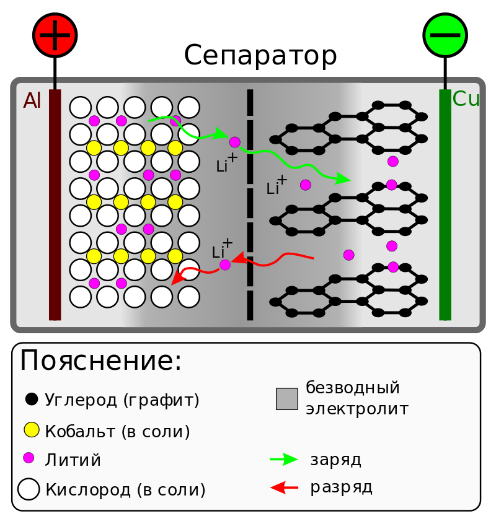 +
−
Сепаратор
Al
Cu
Li+
Li+
Li+
Пояснение:
Углерод (графит)
Кобальт (в соли)
Литий
Кислород (в соли)
безводный
электролит
заряд
разряд